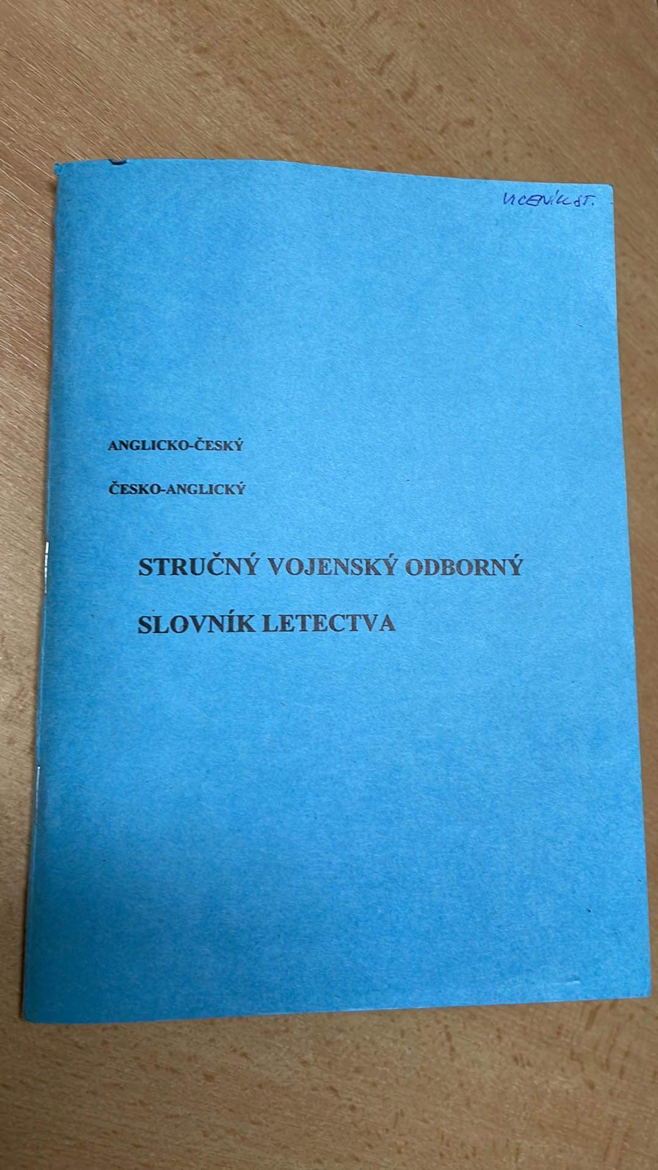 ANGLICKO-ČESKÝ
ČESKO-ANGLICKÝ
STRUČNÝ VOJENSKÝ ODBORNÝ
SLOVNÍK LETECTVA